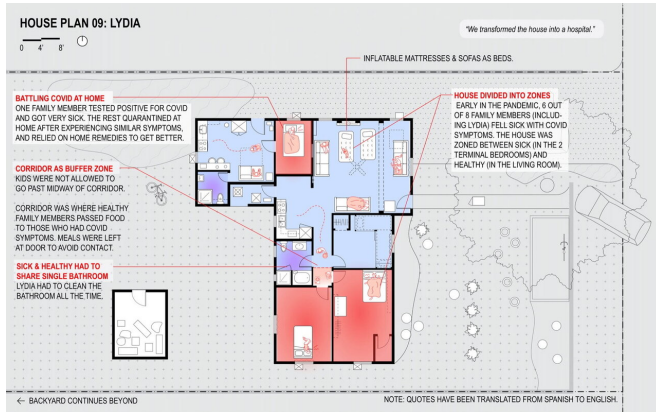 HOUSE PLAN 09: LYDIA
0 4' 8'
"We transformed the house into a hospital."
INFLATABLE MATTRESSES & SOFAS AS BEDS.
BATTLING COVID AT HOME
ONE FAMILY MEMBER TESTED POSITIVE FOR COVID
AND GOT VERY SICK. THE REST QUARANTINED AT
HOME AFTER EXPERIENCING SIMILAR SYMPTOMS,
AND RELIED ON HOME REMEDIES TO GET BETTER.
HOUSE DIVIDED INTO ZONES
EARLY IN THE PANDEMIC, 6 OUT
OF 8 FAMILY MEMBERS (INCLUD-
ING LYDIA) FELL SICK WITH COVID
SYMPTOMS. THE HOUSE WAS
ZONED BETWEEN SICK (IN THE 2
TERMINAL BEDROOMS) AND
HEALTHY (IN THE LIVING ROOM).
CORRIDOR AS BUFFER ZONE
KIDS WERE NOT ALLOWED TO
GO PAST MIDWAY OF CORRIDOR.
CORRIDOR WAS WHERE HEALTHY
FAMILY MEMBERS PASSED FOOD
TO THOSE WHO HAD COVID
SYMPTOMS. MEALS WERE LEFT
AT DOOR TO AVOID CONTACT.
SICK & HEALTHY HAD TO
SHARE SINGLE BATHROOM
LYDIA HAD TO CLEAN THE
BATHROOM ALL THE TIME.
← BACKYARD CONTINUES BEYOND
NOTE: QUOTES HAVE BEEN TRANSLATED FROM SPANISH TO ENGLISH.